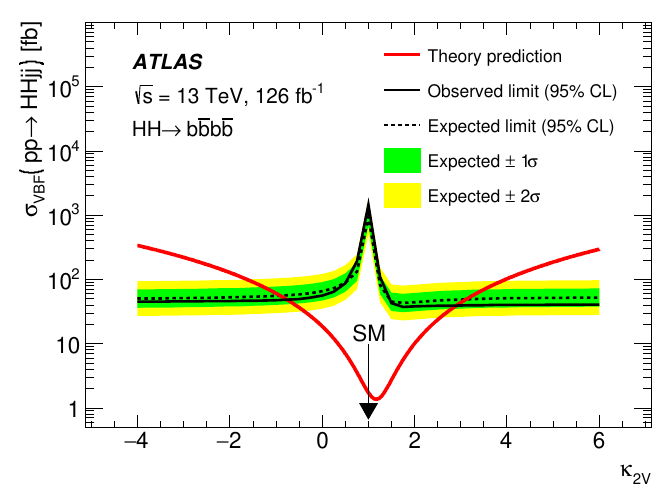 σVBF( pp→ HHjj) [fb]
ATLAS
√s = 13 TeV, 126 fb⁻¹
HH→ bb̅bb̅
Theory prediction
Observed limit (95% CL)
Expected limit (95% CL)
Expected ± 1σ
Expected ± 2σ
10⁵
10⁴
10³
10²
10
1
SM
−4 −2 0 2 4 6
κ2V